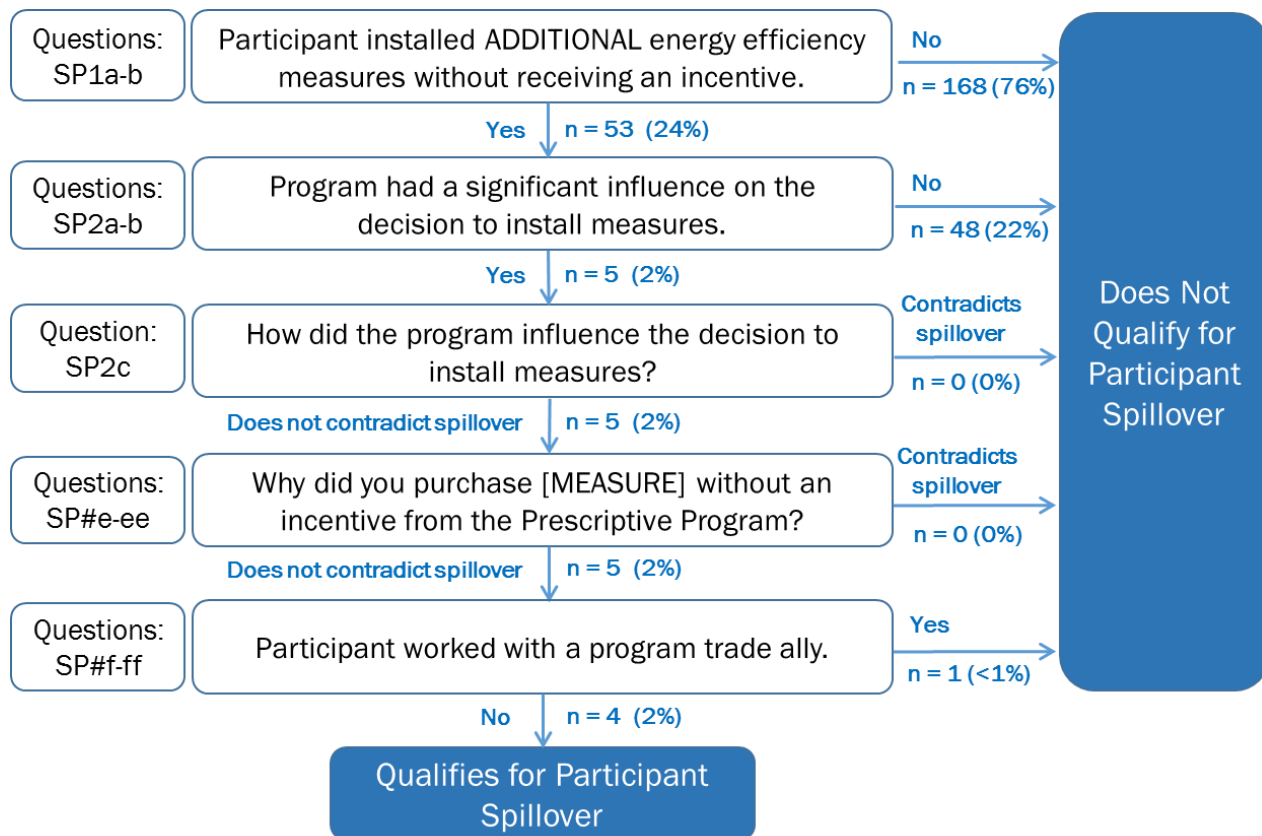 Questions:
SP1a-b
Participant installed ADDITIONAL energy efficiency
measures without receiving an incentive.
No
n = 168 (76%)
Yes
n = 53 (24%)
Questions:
SP2a-b
Program had a significant influence on the
decision to install measures.
No
n = 48 (22%)
Yes
n = 5 (2%)
Question:
SP2c
How did the program influence the decision to
install measures?
Contradicts
spillover
n = 0 (0%)
Does not contradict spillover
n = 5 (2%)
Questions:
SP#e-ee
Why did you purchase [MEASURE] without an
incentive from the Prescriptive Program?
Contradicts
spillover
n = 0 (0%)
Does not contradict spillover
n = 5 (2%)
Questions:
SP#f-ff
Participant worked with a program trade ally.
Yes
n = 1 (<1%)
No
n = 4 (2%)
Qualifies for Participant
Spillover
Does Not
Qualify for
Participant
Spillover